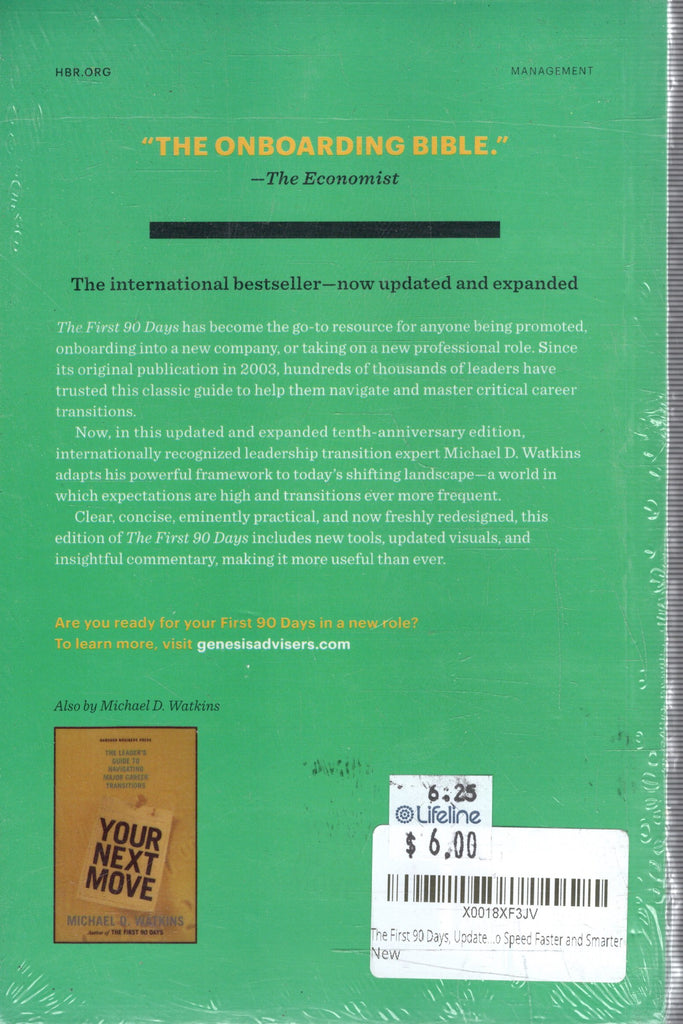 HBR.ORG
MANAGEMENT
“THE ONBOARDING BIBLE.”
—The Economist
The international bestseller—now updated and expanded
The First 90 Days has become the go-to resource for anyone being promoted,
onboarding into a new company, or taking on a new professional role. Since
its original publication in 2003, hundreds of thousands of leaders have
trusted this classic guide to help them navigate and master critical career
transitions.
Now, in this updated and expanded tenth-anniversary edition,
internationally recognized leadership transition expert Michael D. Watkins
adapts his powerful framework to today’s shifting landscape—a world in
which expectations are high and transitions ever more frequent.
Clear, concise, eminently practical, and now freshly redesigned, this
edition of The First 90 Days includes new tools, updated visuals, and
insightful commentary, making it more useful than ever.
Are you ready for your First 90 Days in a new role?
To learn more, visit genesisadvisers.com
Also by Michael D. Watkins
HARVARD BUSINESS PRESS
THE LEADER'S
GUIDE TO
NAVIGATING
MAJOR CAREER
TRANSITIONS
YOUR
NEXT
MOVE
MICHAEL D. WATKINS
Author of THE FIRST 90 DAYS
6:25
Lifeline
$ 6.00
X0018XF3JV
The First 90 Days, Update...o Speed Faster and Smarter
New